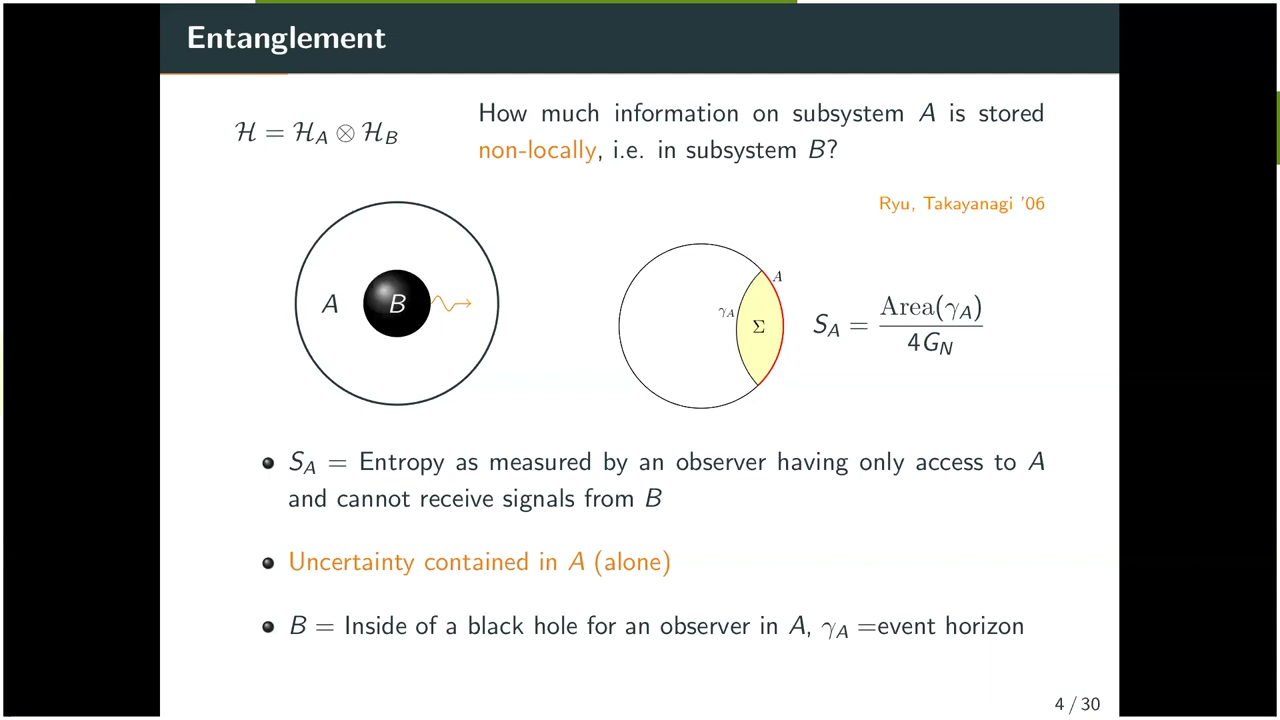 Entanglement
ℋ = ℋ_A ⊗ ℋ_B
How much information on subsystem A is stored
non-locally, i.e. in subsystem B?
Ryu, Takayanagi '06
A
B
A
γ_A
Σ
S_A = Area(γ_A) / 4G_N
S_A = Entropy as measured by an observer having only access to A
and cannot receive signals from B
Uncertainty contained in A (alone)
B = Inside of a black hole for an observer in A, γ_A =event horizon
4 / 30